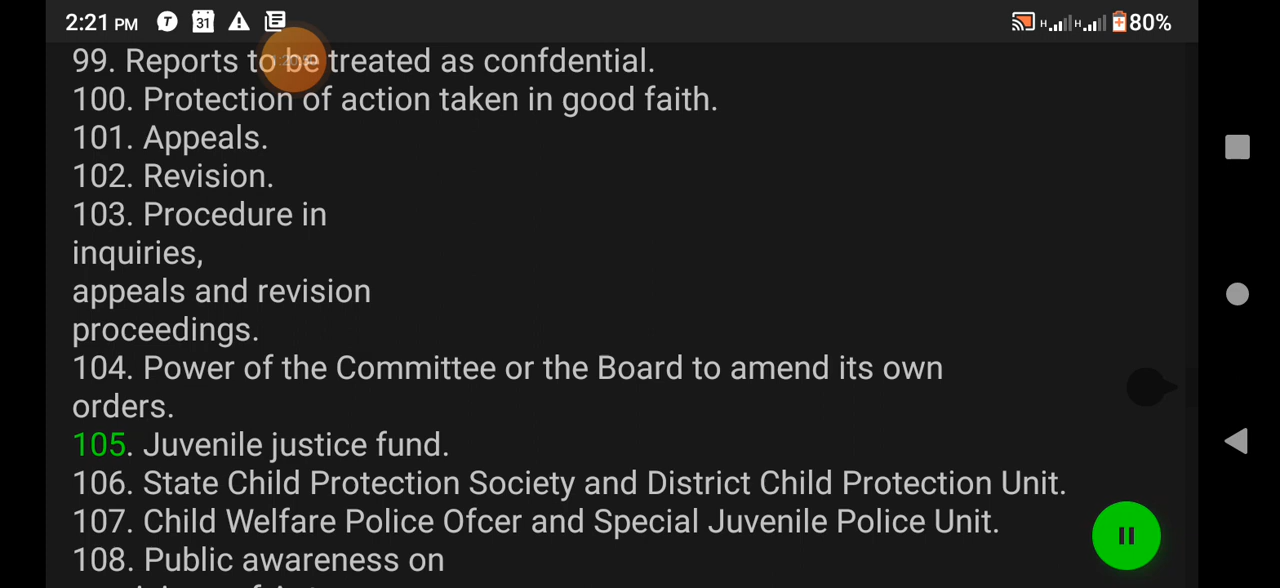 2:21 PM T 31 80%
99. Reports to be treated as confdential.
100. Protection of action taken in good faith.
101. Appeals.
102. Revision.
103. Procedure in
inquiries,
appeals and revision
proceedings.
104. Power of the Committee or the Board to amend its own
orders.
105. Juvenile justice fund.
106. State Child Protection Society and District Child Protection Unit.
107. Child Welfare Police Ofcer and Special Juvenile Police Unit.
108. Public awareness on